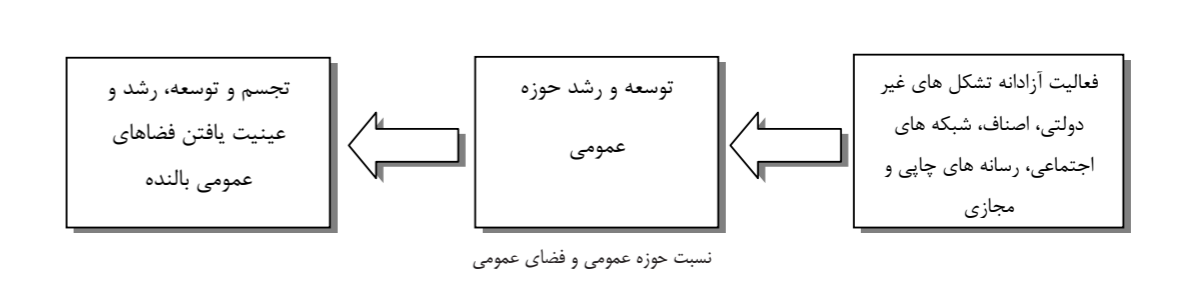 فعالیت آزادانه تشکل های غیر
دولتی، اصناف، شبکه های
اجتماعی، رسانه های چاپی و
مجازی
توسعه و رشد حوزه
عمومی
تجسم و توسعه، رشد و
عینیت یافتن فضاهای
عمومی بالنده
نسبت حوزه عمومی و فضای عمومی